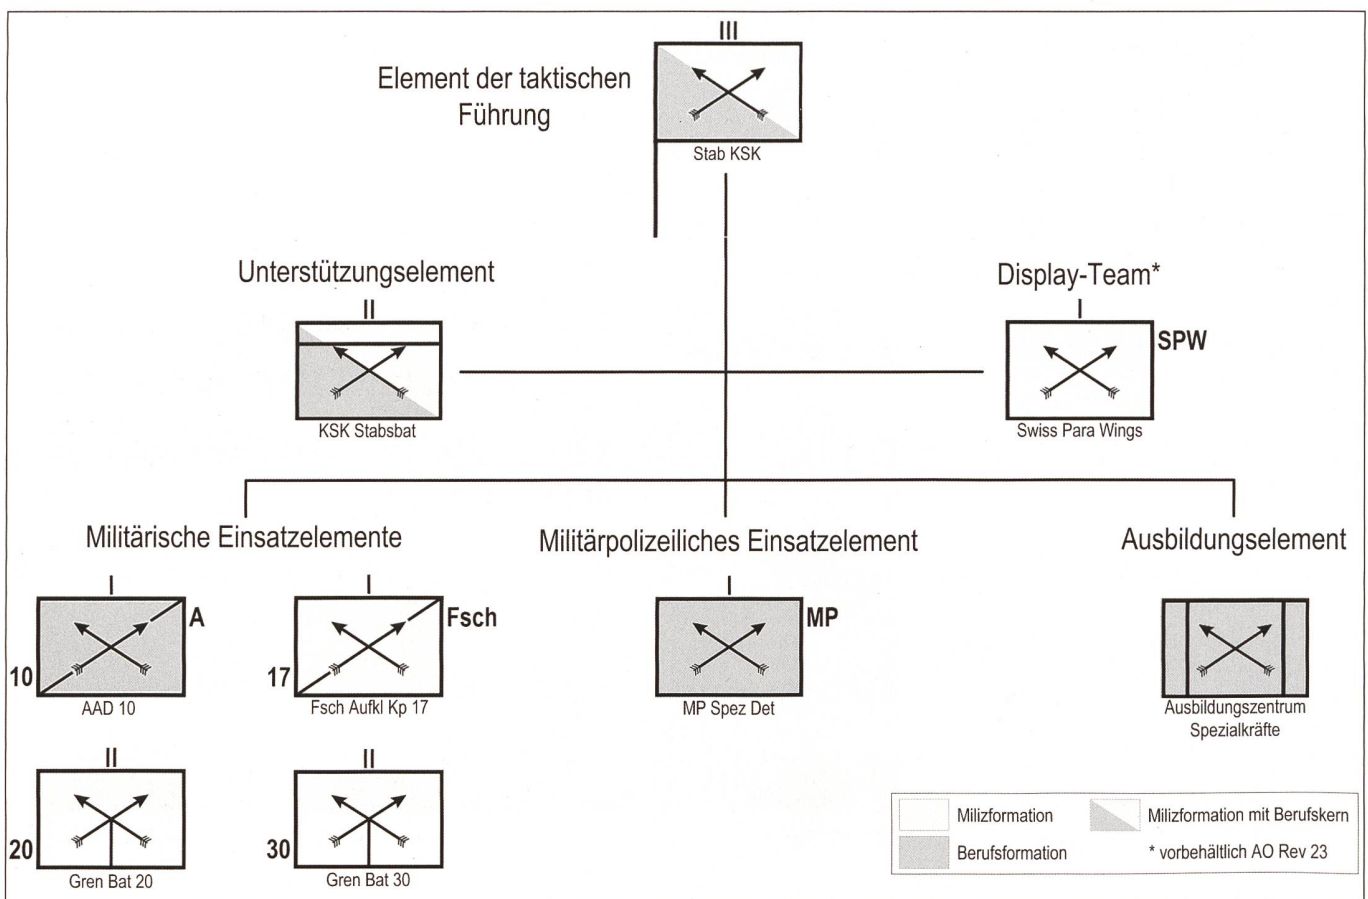 III
Element der taktischen
Führung
Stab KSK
Unterstützungselement
II
KSK Stabsbat
Display-Team*
I
SPW
Swiss Para Wings
Militärische Einsatzelemente
Militärpolizeiliches Einsatzelement
Ausbildungselement
I
A
10
AAD 10
I
Fsch
17
Fsch Aufkl Kp 17
I
MP
MP Spez Det
Ausbildungszentrum
Spezialkräfte
II
20
Gren Bat 20
II
30
Gren Bat 30
Milizformation
Milizformation mit Berufskern
Berufsformation
* vorbehältlich AO Rev 23